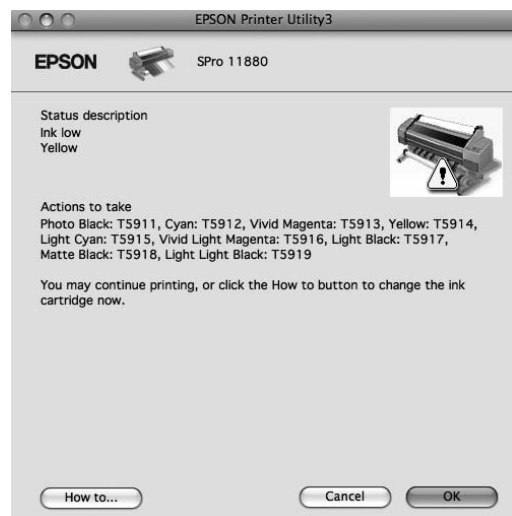 EPSON Printer Utility3
EPSON
SPro 11880
Status description
Ink low
Yellow
Actions to take
Photo Black: T5911, Cyan: T5912, Vivid Magenta: T5913, Yellow: T5914,
Light Cyan: T5915, Vivid Light Magenta: T5916, Light Black: T5917,
Matte Black: T5918, Light Light Black: T5919
You may continue printing, or click the How to button to change the ink
cartridge now.
How to...
Cancel
OK